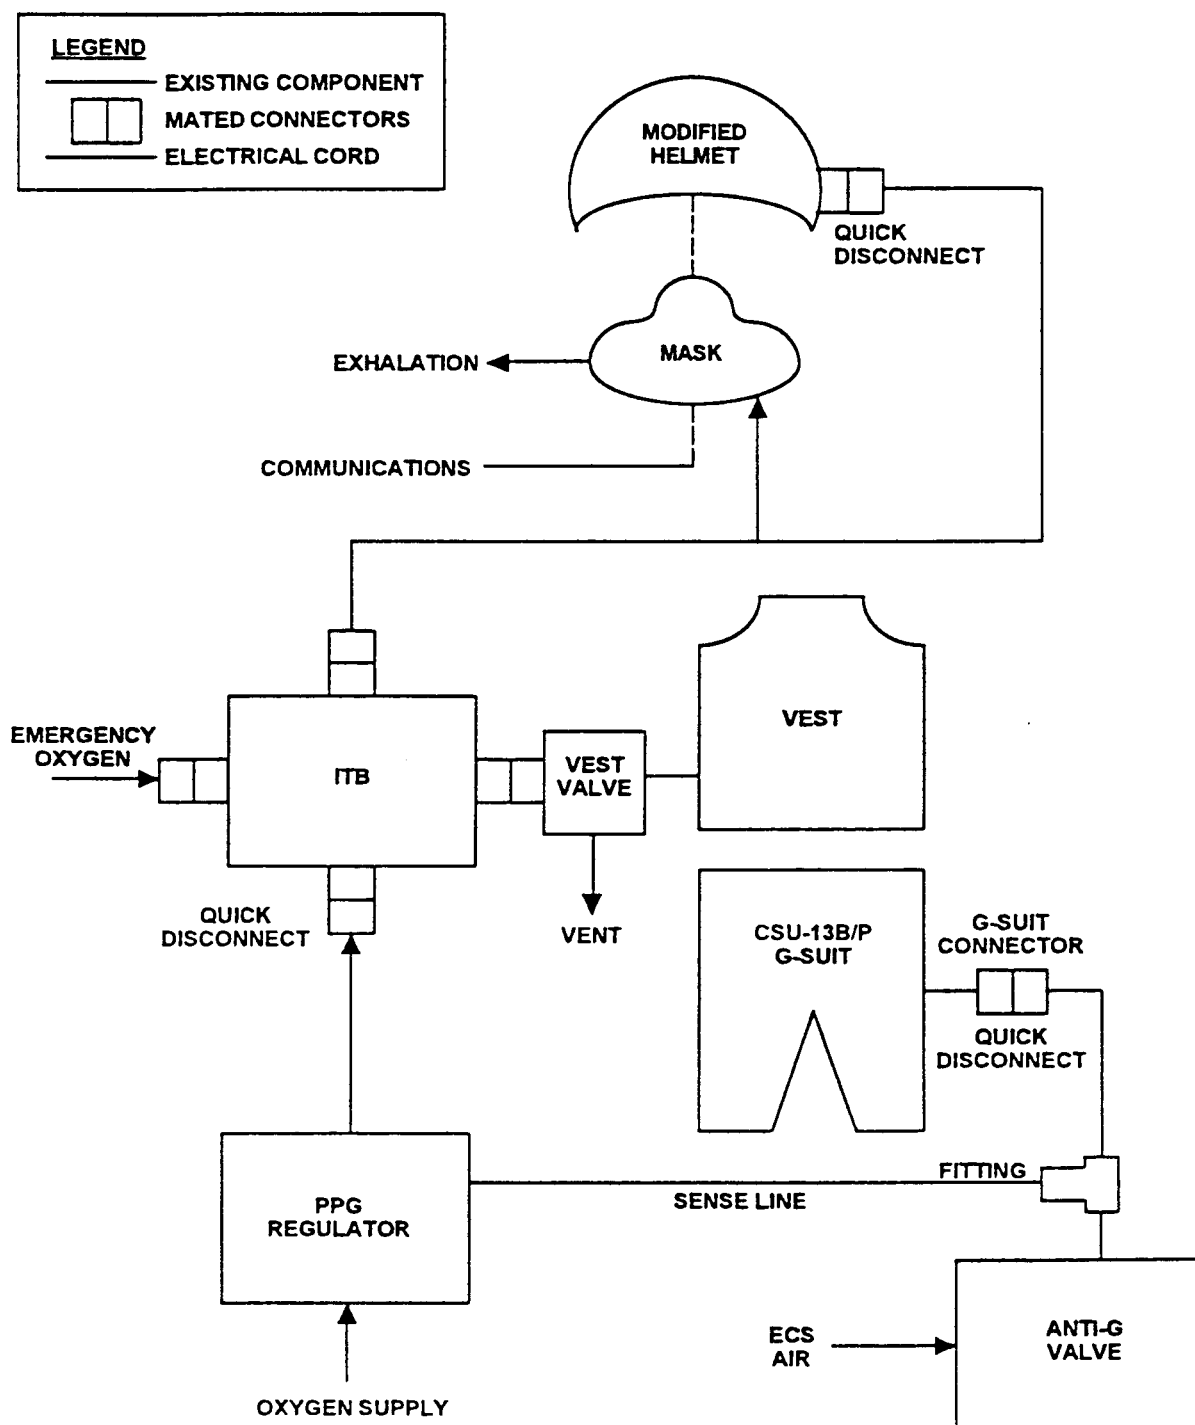 LEGEND
EXISTING COMPONENT
MATED CONNECTORS
ELECTRICAL CORD
MODIFIED
HELMET
QUICK
DISCONNECT
MASK
EXHALATION
COMMUNICATIONS
EMERGENCY
OXYGEN
ITB
VEST
VALVE
VEST
QUICK
DISCONNECT
VENT
CSU-13B/P
G-SUIT
G-SUIT
CONNECTOR
QUICK
DISCONNECT
FITTING
SENSE LINE
PPG
REGULATOR
ECS
AIR
ANTI-G
VALVE
OXYGEN SUPPLY